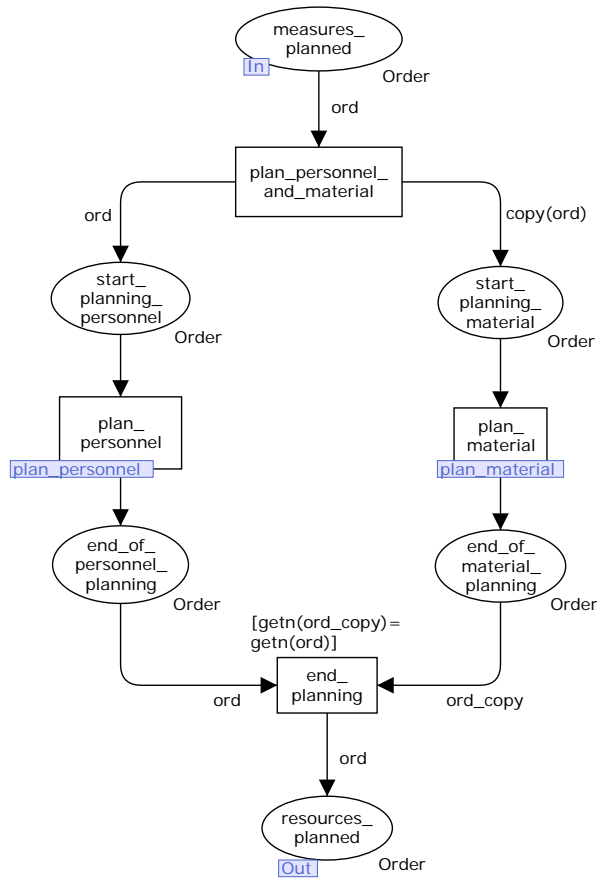 measures_
planned
In
Order
ord
plan_personnel_
and_material
ord
copy(ord)
start_
planning_
personnel
Order
start_
planning_
material
Order
plan_
personnel
plan_personnel
plan_
material
plan_material
end_of_
personnel_
planning
Order
end_of_
material_
planning
Order
[getn(ord_copy)=
getn(ord)]
end_
planning
ord
ord_copy
ord
resources_
planned
Out
Order